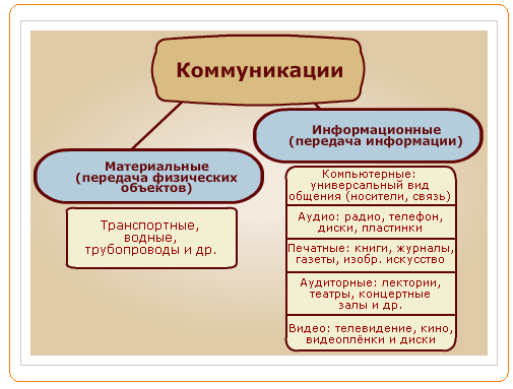 Коммуникации
Материальные
(передача физических
объектов)
Транспортные,
водные,
трубопроводы и др.
Информационные
(передача информации)
Компьютерные:
универсальный вид
общения (носители, связь)
Аудио: радио, телефон,
диски, пластинки
Печатные: книги, журналы,
газеты, изобр. искусство
Аудиторные: лектории,
театры, концертные
залы и др.
Видео: телевидение, кино,
видеоплёнки и диски